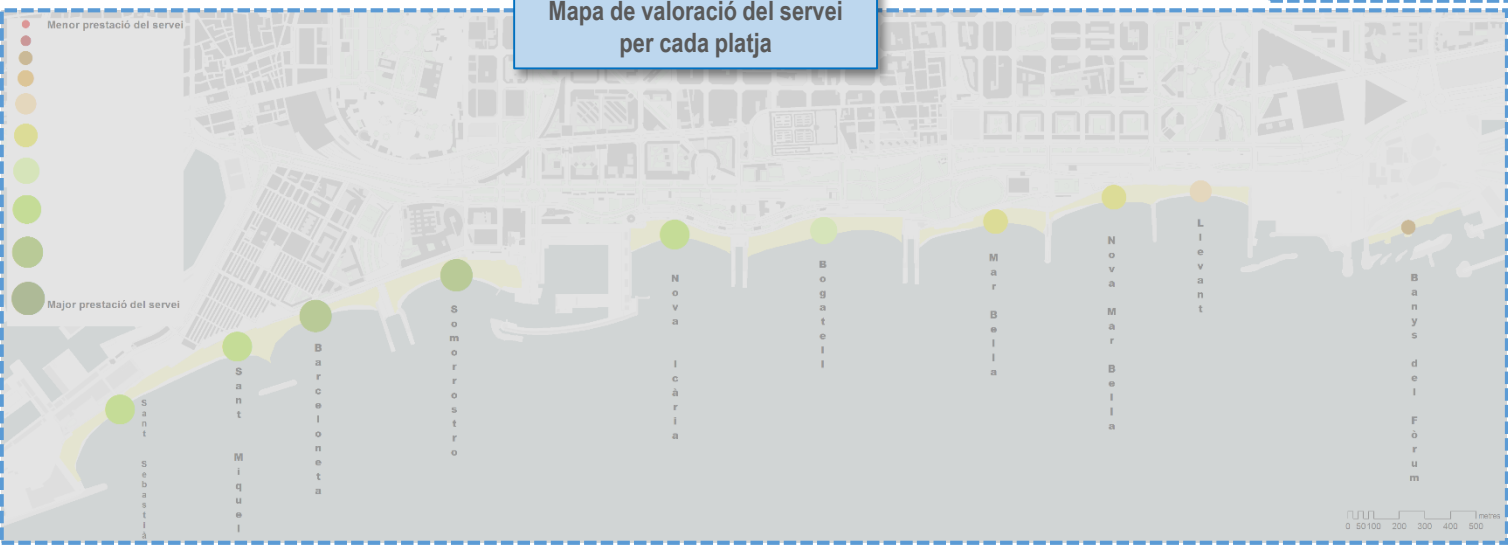 Mapa de valoració del servei
per cada platja
Menor prestació del servei
Major prestació del servei
Sant Sebastià
Sant Miquel
Barceloneta
Somorrostro
Nova Icària
Bogatell
Mar Bella
Nova Mar Bella
Llevant
Banys del Fòrum
metres
0 50 100 200 300 400 500